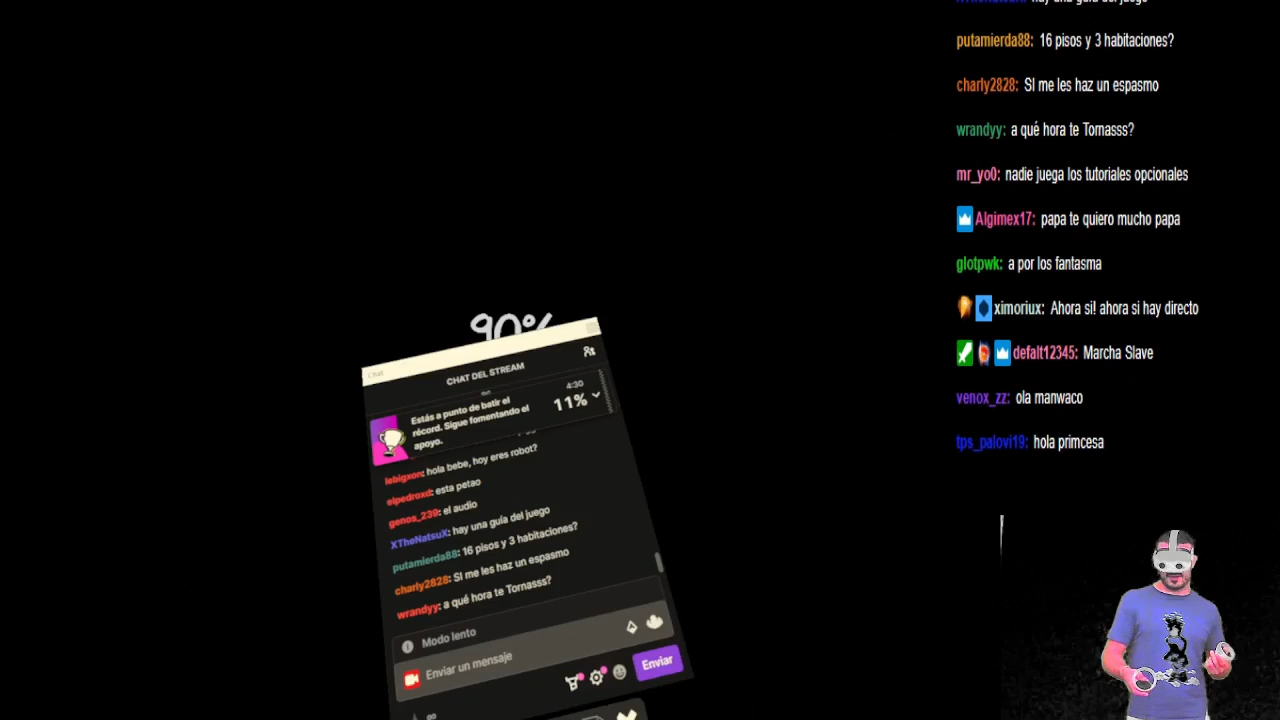 putamierda88: 16 pisos y 3 habitaciones?
charly2828: SI me les haz un espasmo
wrandyy: a qué hora te Tornasss?
mr_yo0: nadie juega los tutoriales opcionales
Algimex17: papa te quiero mucho papa
glotpwk: a por los fantasma
ximoriux: Ahora si! ahora si hay directo
defalt12345: Marcha Slave
venox_zz: ola manwaco
tps_palovi19: hola primcesa
90%
Chat
CHAT DEL STREAM
Estás a punto de batir el
récord. Sigue fomentando el
apoyo.
4:30
11%
lebigxon: hola bebe, hoy eres robot?
elpedroxd: esta petao
genos_239: el audio
XTheNatsuX: hay una guía del juego
putamierda88: 16 pisos y 3 habitaciones?
charly2828: SI me les haz un espasmo
wrandyy: a qué hora te Tornasss?
Modo lento
Enviar un mensaje
Enviar